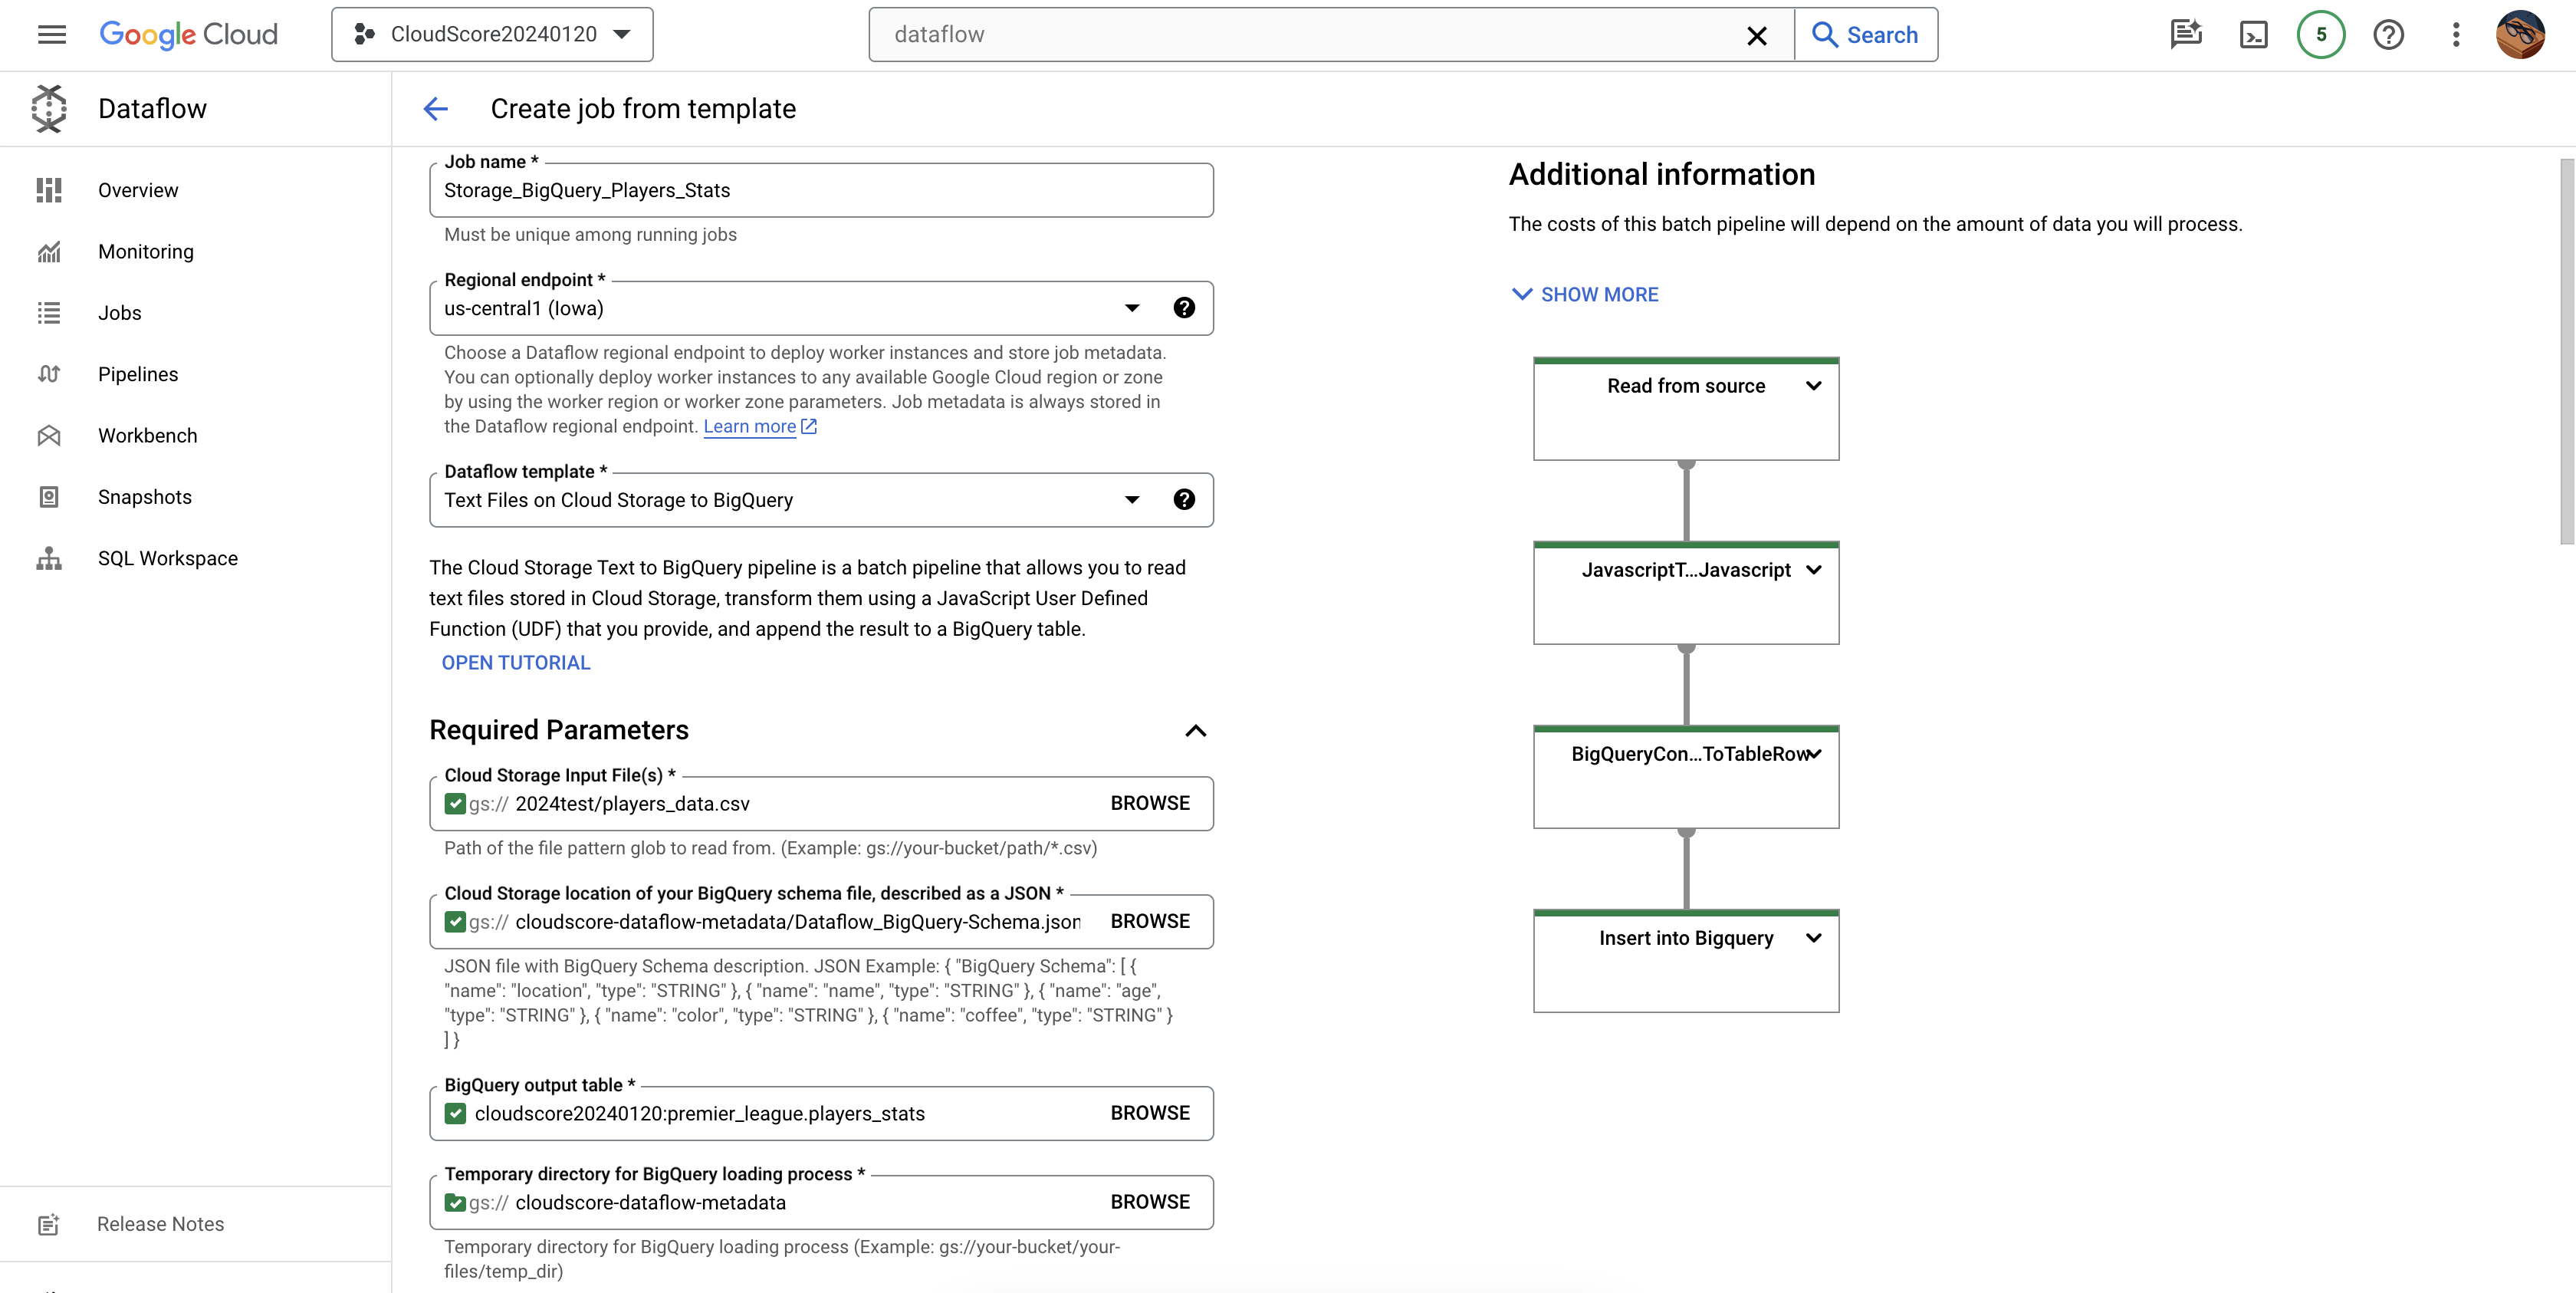 Google Cloud
CloudScore20240120
dataflow
Search
5
Dataflow
Create job from template
Overview
Monitoring
Jobs
Pipelines
Workbench
Snapshots
SQL Workspace
Release Notes
Job name *
Storage_BigQuery_Players_Stats
Must be unique among running jobs
Regional endpoint *
us-central1 (Iowa)
Choose a Dataflow regional endpoint to deploy worker instances and store job metadata.
You can optionally deploy worker instances to any available Google Cloud region or zone
by using the worker region or worker zone parameters. Job metadata is always stored in
the Dataflow regional endpoint. Learn more
Dataflow template *
Text Files on Cloud Storage to BigQuery
The Cloud Storage Text to BigQuery pipeline is a batch pipeline that allows you to read
text files stored in Cloud Storage, transform them using a JavaScript User Defined
Function (UDF) that you provide, and append the result to a BigQuery table.
OPEN TUTORIAL
Required Parameters
Cloud Storage Input File(s) *
gs:// 2024test/players_data.csv BROWSE
Path of the file pattern glob to read from. (Example: gs://your-bucket/path/*.csv)
Cloud Storage location of your BigQuery schema file, described as a JSON *
gs:// cloudscore-dataflow-metadata/Dataflow_BigQuery-Schema.json BROWSE
JSON file with BigQuery Schema description. JSON Example: { "BigQuery Schema": [ {
"name": "location", "type": "STRING" }, { "name": "name", "type": "STRING" }, { "name": "age",
"type": "STRING" }, { "name": "color", "type": "STRING" }, { "name": "coffee", "type": "STRING" }
] }
BigQuery output table *
cloudscore20240120:premier_league.players_stats BROWSE
Temporary directory for BigQuery loading process *
gs:// cloudscore-dataflow-metadata BROWSE
Temporary directory for BigQuery loading process (Example: gs://your-bucket/your-
files/temp_dir)
Additional information
The costs of this batch pipeline will depend on the amount of data you will process.
SHOW MORE
Read from source
JavascriptT...Javascript
BigQueryCon...ToTableRow
Insert into Bigquery